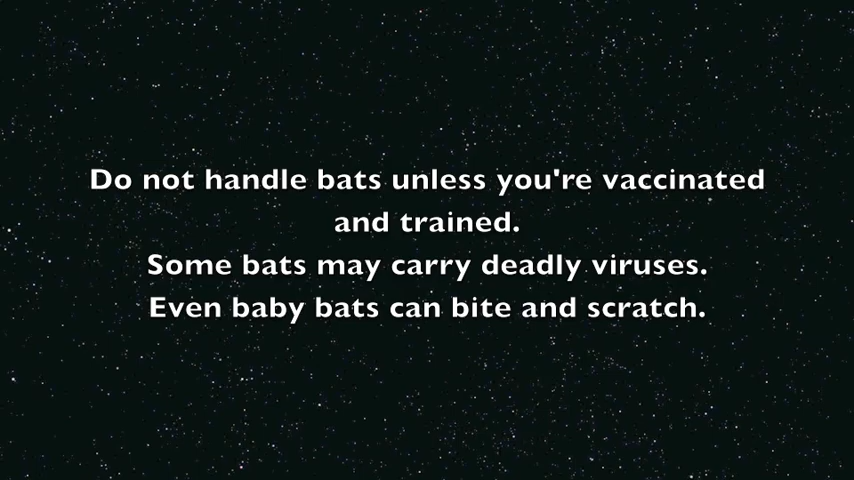 Do not handle bats unless you're vaccinated
and trained.
Some bats may carry deadly viruses.
Even baby bats can bite and scratch.